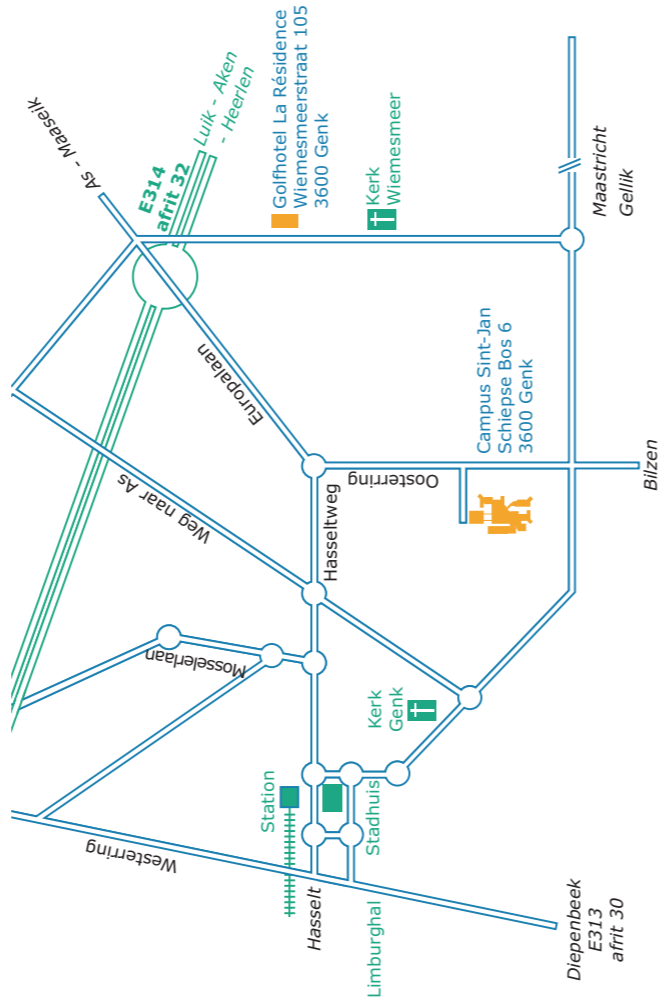 As - Maaseik
Luik - Aken
- Heerlen
E314
afrit 32
Golfhotel La Résidence
Wiemesmeerstraat 105
3600 Genk
Kerk
Wiemesmeer
Maastricht
Gellik
Europalaan
Weg naar As
Hasseltweg
Oosterring
Campus Sint-Jan
Schiepse Bos 6
3600 Genk
Bilzen
Mosselerlaan
Kerk
Genk
Station
Stadhuis
Westerring
Hasselt
Limburghal
Diepenbeek
E313
afrit 30